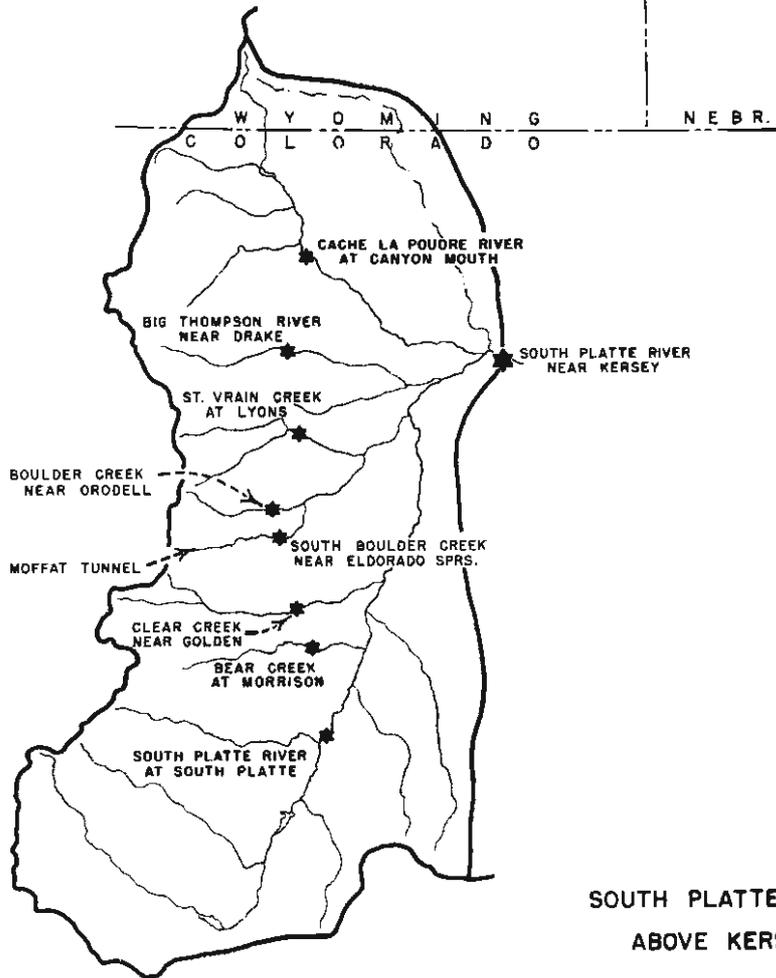 WYOMING
NEBR.
COLORADO
CACHE LA POUDRE RIVER
AT CANYON MOUTH
BIG THOMPSON RIVER
NEAR DRAKE
SOUTH PLATTE RIVER
NEAR KERSEY
ST. VRAIN CREEK
AT LYONS
BOULDER CREEK
NEAR ORODELL
MOFFAT TUNNEL
SOUTH BOULDER CREEK
NEAR ELDORADO SPRS.
CLEAR CREEK
NEAR GOLDEN
BEAR CREEK
AT MORRISON
SOUTH PLATTE RIVER
AT SOUTH PLATTE
SOUTH PLATTE
ABOVE KERS